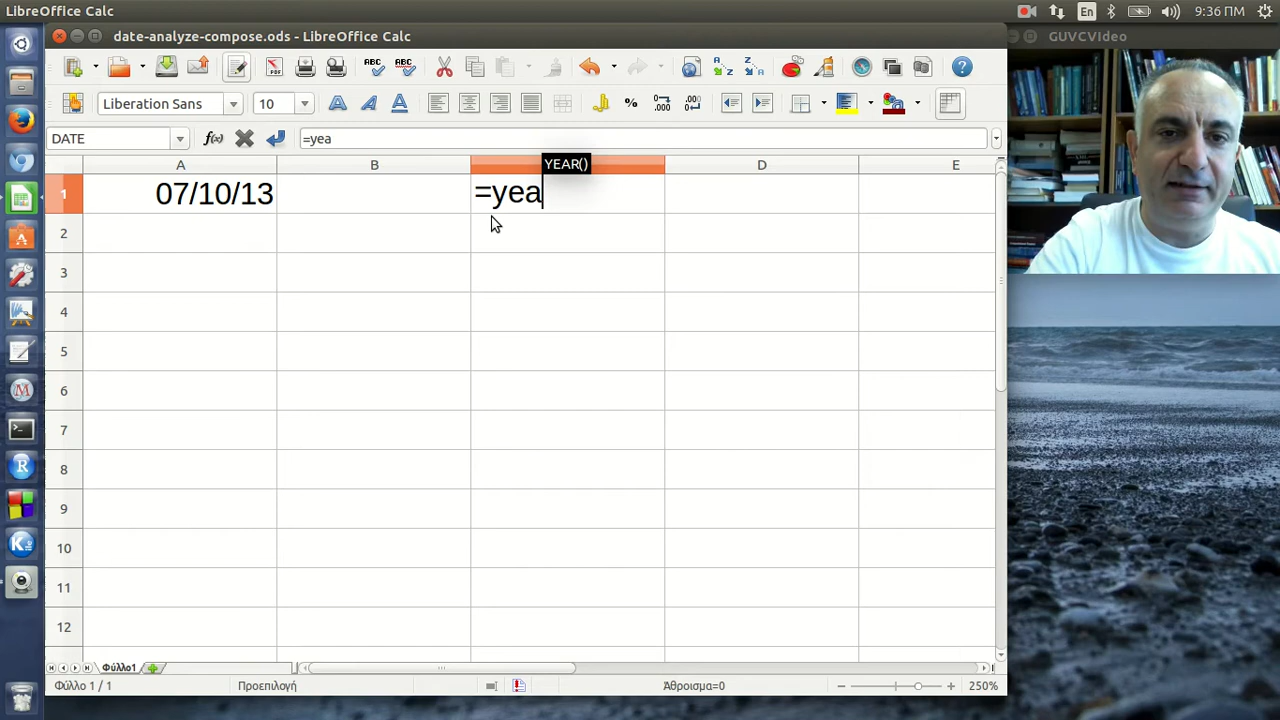 LibreOffice Calc
En
9:36 ΠΜ
date-analyze-compose.ods - LibreOffice Calc
GUVCVIdeo
Liberation Sans
10
DATE
=yea
A
B
YEAR()
D
E
1
07/10/13
=yea
2
3
4
5
6
7
8
9
10
11
12
Φύλλο1
Φύλλο 1 / 1
Προεπιλογή
Άθροισμα=0
250%